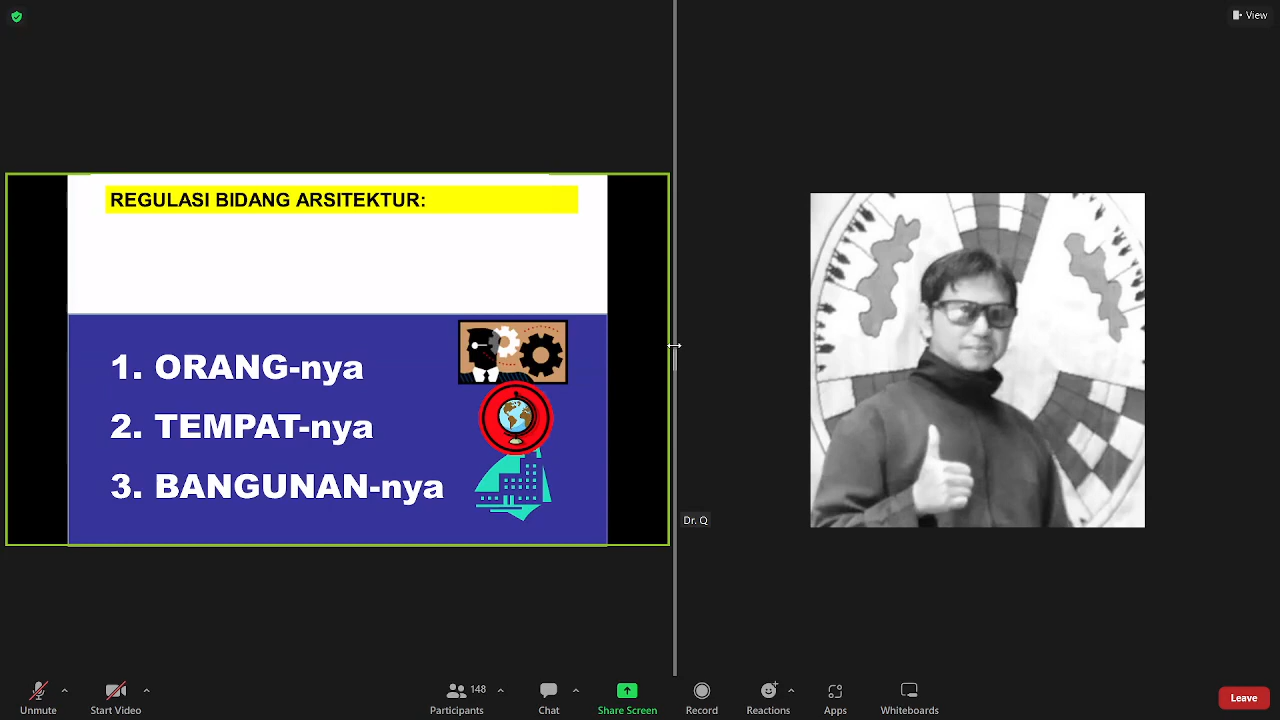 View
REGULASI BIDANG ARSITEKTUR:
1. ORANG-nya
2. TEMPAT-nya
3. BANGUNAN-nya
Dr. Q
Unmute
Start Video
148
Participants
Chat
Share Screen
Record
Reactions
Apps
Whiteboards
Leave